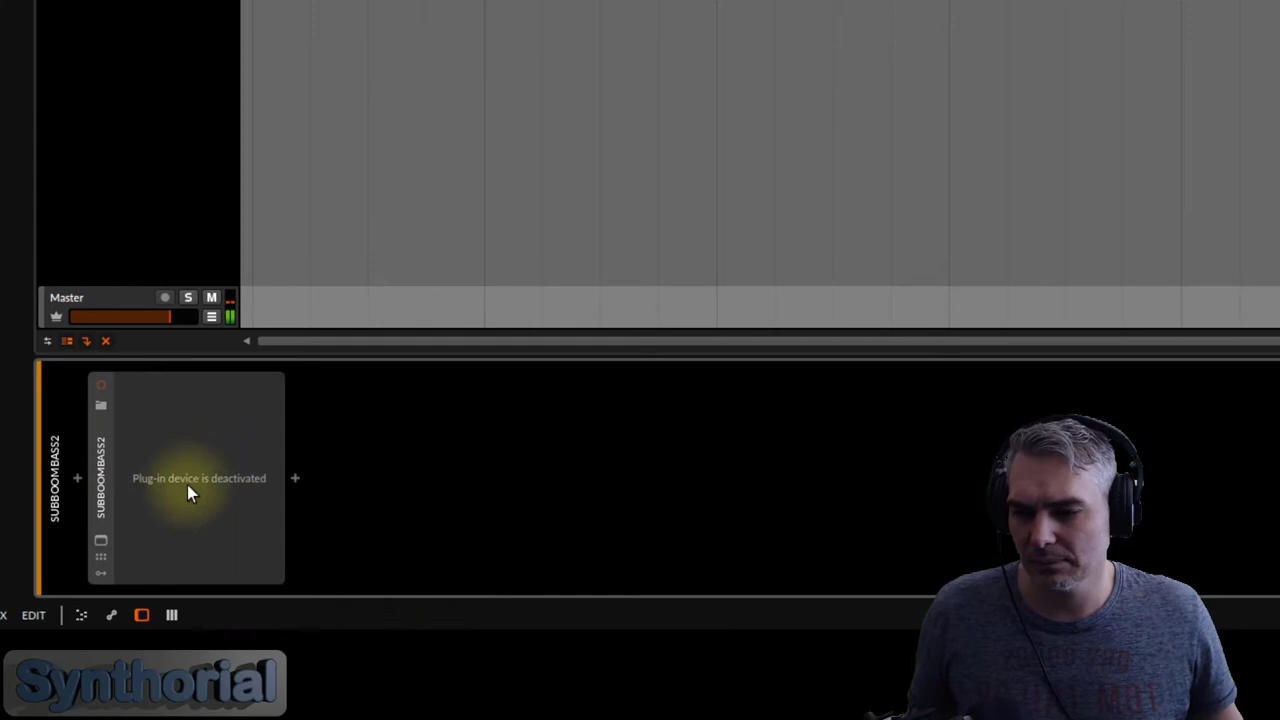 Master
S
M
SUBBOOMBASS2
SUBBOOMBASS2
Plug-in device is deactivated
X
EDIT
Synthorial